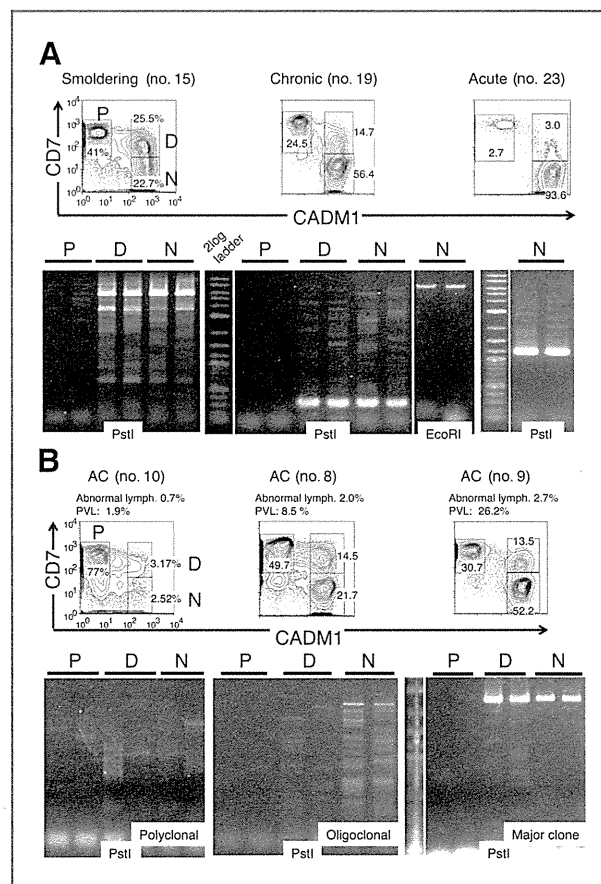 A
Smoldering (no. 15)
Chronic (no. 19)
Acute (no. 23)
CD7
10⁴
10³
10²
10¹
10⁰
P
25.5%
D
41%
N
22.7%
10⁰ 10¹ 10² 10³ 10⁴
24.5
14.7
56.4
2.7
3.0
93.6
CADM1
P D N
2log ladder
P D N N
N
PstI
PstI
EcoRI
PstI
B
AC (no. 10)
AC (no. 8)
AC (no. 9)
Abnormal lymph. 0.7%
PVL: 1.9%
Abnormal lymph. 2.0%
PVL: 8.5 %
Abnormal lymph. 2.7%
PVL: 26.2%
CD7
10⁴
10³
10²
10¹
10⁰
P
77%
3.17%
D
2.52%
N
10⁰ 10¹ 10² 10³ 10⁴
49.7
14.5
21.7
30.7
13.5
52.2
CADM1
P D N
P D N
P D N
Polyclonal
Oligoclonal
Major clone
PstI
PstI
PstI